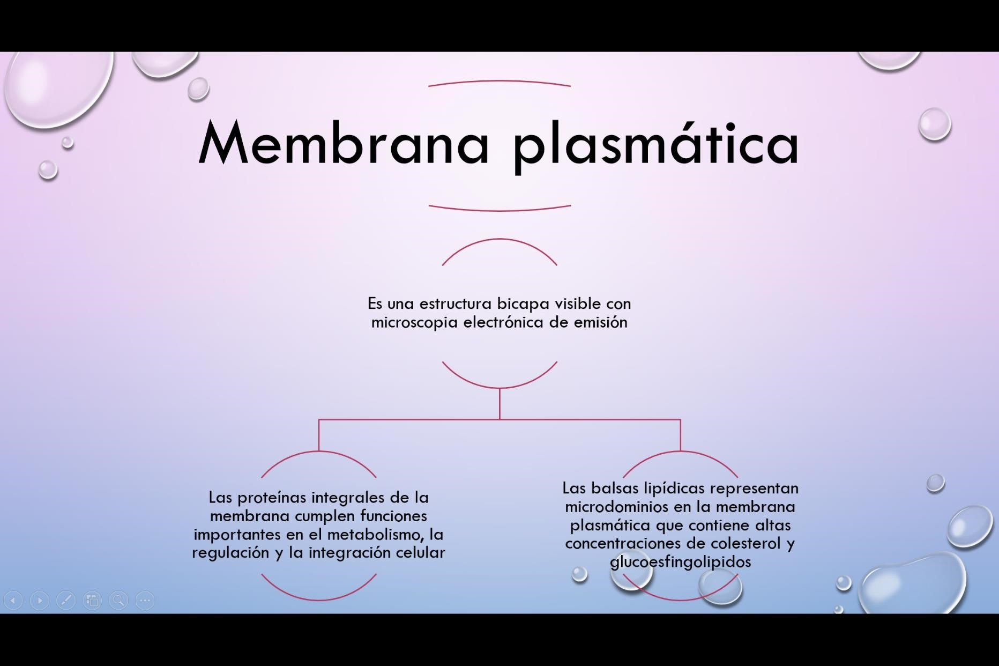 Membrana plasmática
Es una estructura bicapa visible con
microscopia electrónica de emisión
Las proteínas integrales de la
membrana cumplen funciones
importantes en el metabolismo, la
regulación y la integración celular
Las balsas lipídicas representan
microdominios en la membrana
plasmática que contiene altas
concentraciones de colesterol y
glucoesfingolipidos